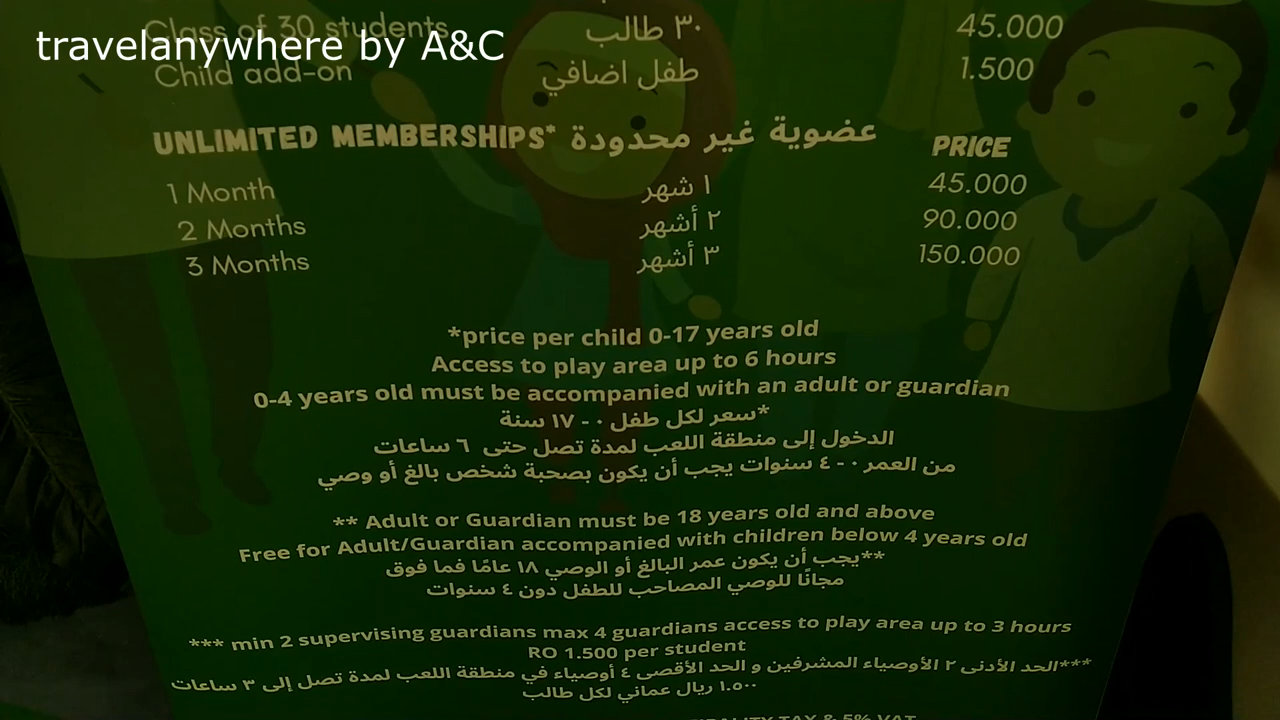 travelanywhere by A&C
Class of 30 students ٣٠ طالب 45.000
Child add-on طفل اضافي 1.500
UNLIMITED MEMBERSHIPS* عضوية غير محدودة PRICE
1 Month ١ شهر 45.000
2 Months ٢ أشهر 90.000
3 Months ٣ أشهر 150.000
*price per child 0-17 years old
Access to play area up to 6 hours
0-4 years old must be accompanied with an adult or guardian
*سعر لكل طفل ٠ - ١٧ سنة
الدخول إلى منطقة اللعب لمدة تصل حتى ٦ ساعات
من العمر ٠ - ٤ سنوات يجب أن يكون بصحبة شخص بالغ أو وصي
** Adult or Guardian must be 18 years old and above
Free for Adult/Guardian accompanied with children below 4 years old
**يجب أن يكون عمر البالغ أو الوصي ١٨ عامًا فما فوق
مجانًا للوصي المصاحب للطفل دون ٤ سنوات
*** min 2 supervising guardians max 4 guardians access to play area up to 3 hours
RO 1.500 per student
***الحد الأدنى ٢ الأوصياء المشرفين و الحد الأقصى ٤ أوصياء في منطقة اللعب لمدة تصل إلى ٣ ساعات
١.٥٠٠ ريال عماني لكل طالب
TAX & 5% VAT